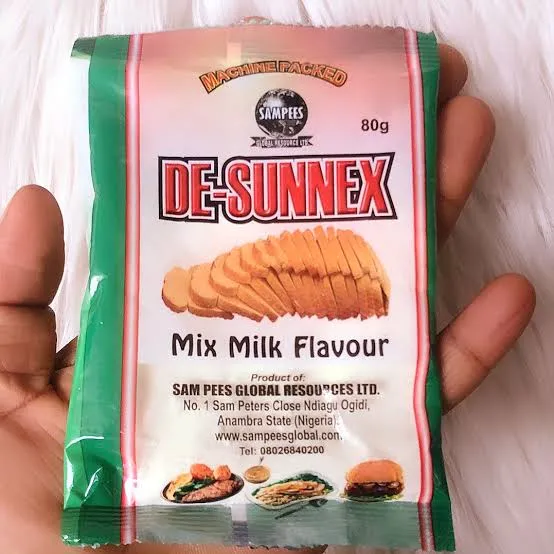 MACHINE PACKED
SAMPEES
GLOBAL RESOURCE LTD
80g
DE-SUNNEX
Mix Milk Flavour
Product of:
SAM PEES GLOBAL RESOURCES LTD.
No. 1 Sam Peters Close Ndiagu Ogidi,
Anambra State (Nigeria).
www.sampeesglobal.com
Tel: 08026840200